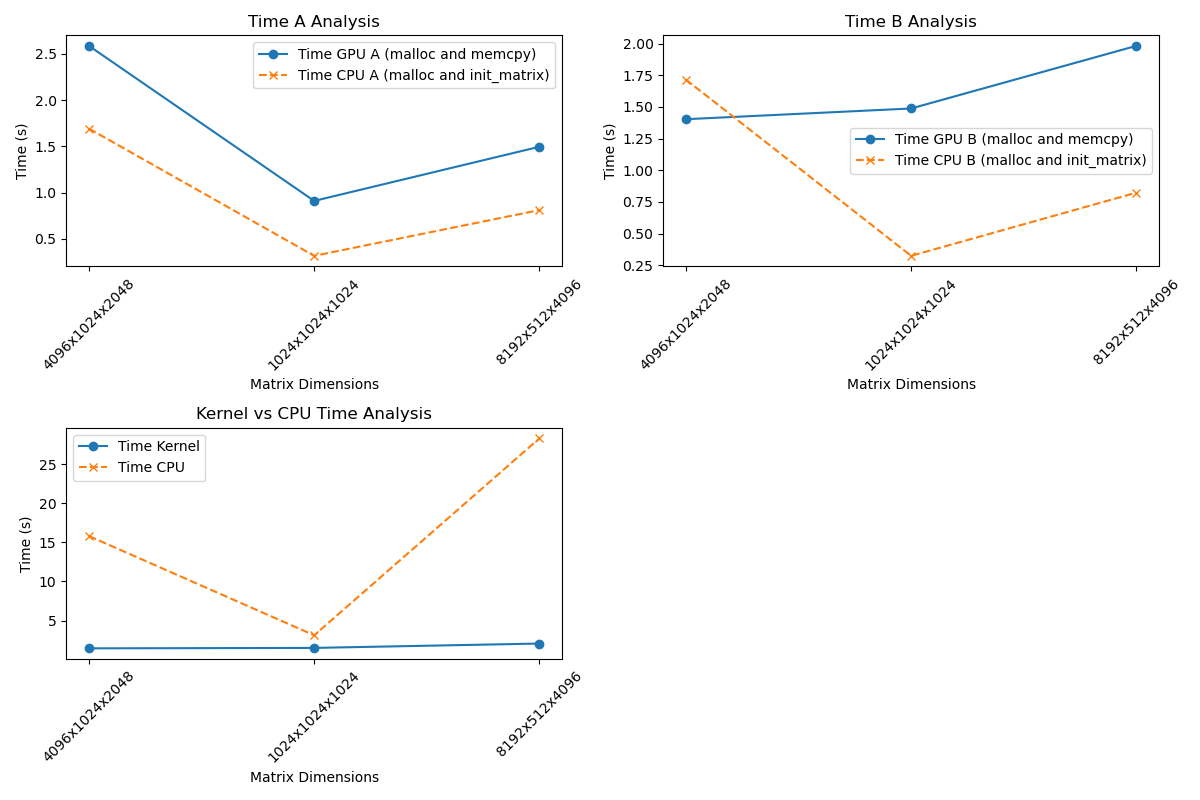 Time A Analysis
Time (s)
2.5
2.0
1.5
1.0
0.5
Time GPU A (malloc and memcpy)
Time CPU A (malloc and init_matrix)
4096x1024x2048
1024x1024x1024
8192x512x4096
Matrix Dimensions
Time B Analysis
Time (s)
2.00
1.75
1.50
1.25
1.00
0.75
0.50
0.25
Time GPU B (malloc and memcpy)
Time CPU B (malloc and init_matrix)
4096x1024x2048
1024x1024x1024
8192x512x4096
Matrix Dimensions
Kernel vs CPU Time Analysis
Time (s)
25
20
15
10
5
Time Kernel
Time CPU
4096x1024x2048
1024x1024x1024
8192x512x4096
Matrix Dimensions